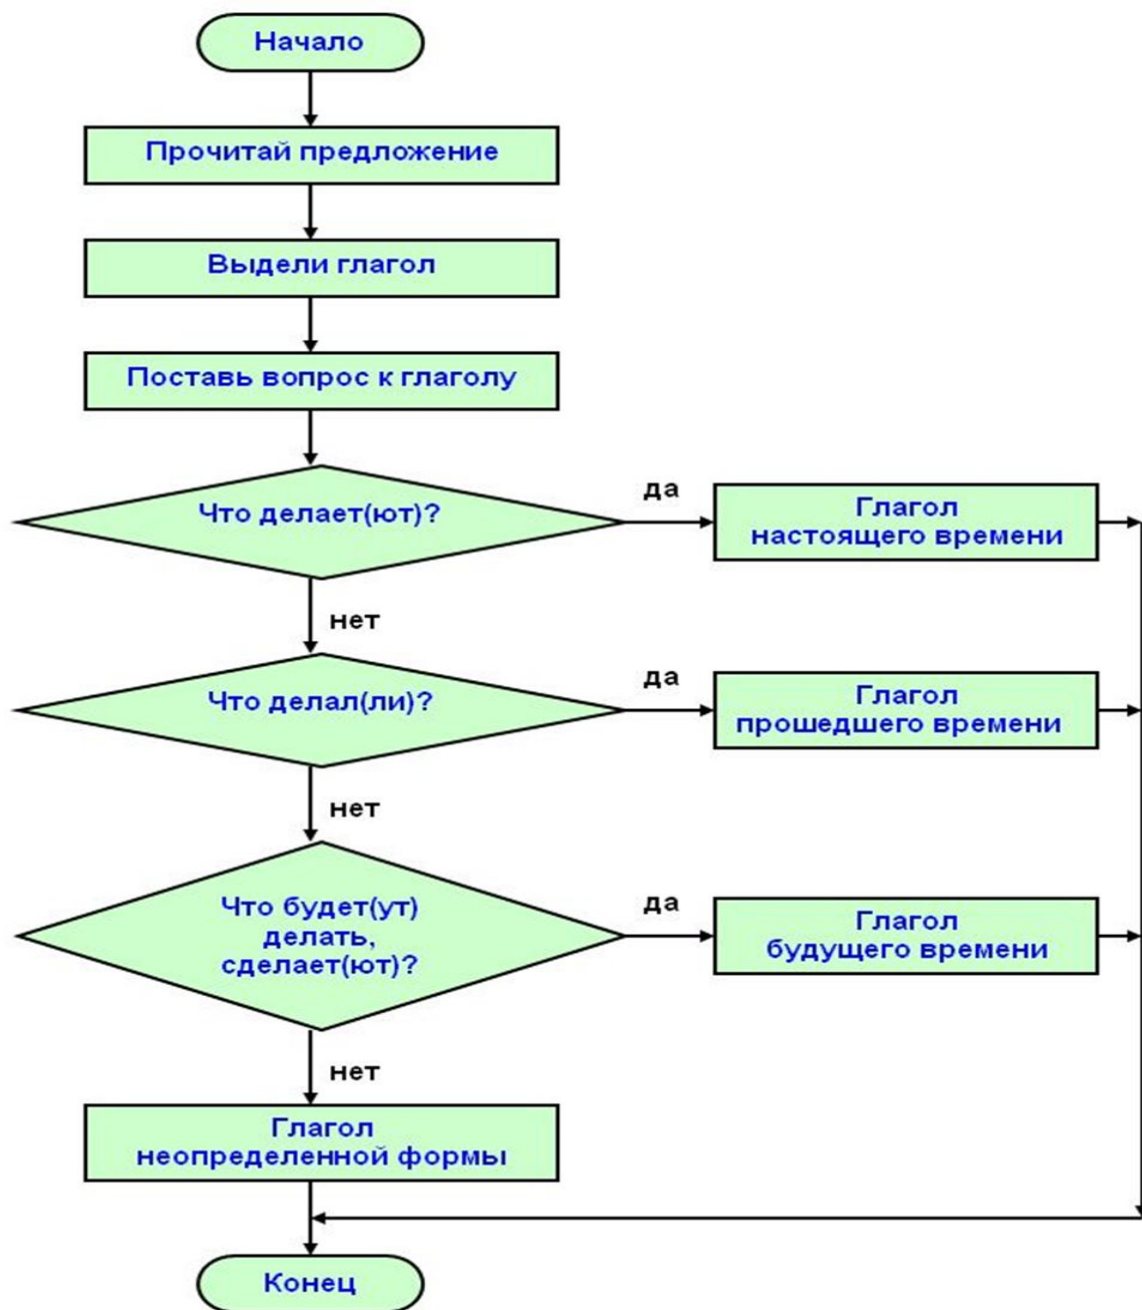 Начало
Прочитай предложение
Выдели глагол
Поставь вопрос к глаголу
Что делает(ют)?
да
Глагол
настоящего времени
нет
Что делал(ли)?
да
Глагол
прошедшего времени
нет
Что будет(ут)
делать,
сделает(ют)?
да
Глагол
будущего времени
нет
Глагол
неопределенной формы
Конец